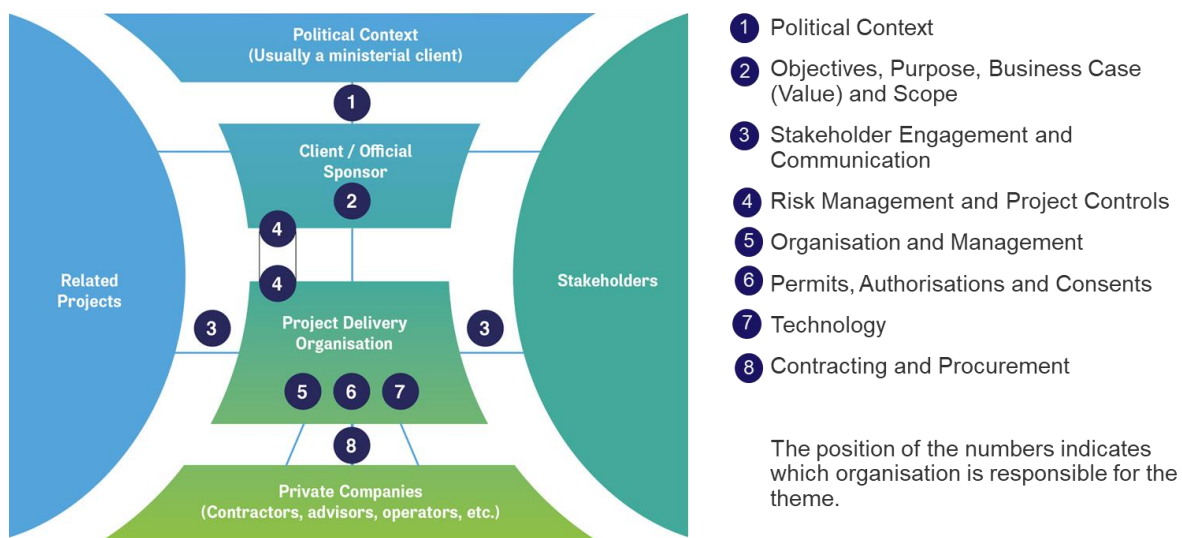 Political Context
(Usually a ministerial client)
1
Client / Official
Sponsor
2
4
4
Related
Projects
Stakeholders
3
3
Project Delivery
Organisation
5 6 7
8
Private Companies
(Contractors, advisors, operators, etc.)
1 Political Context
2 Objectives, Purpose, Business Case
(Value) and Scope
3 Stakeholder Engagement and
Communication
4 Risk Management and Project Controls
5 Organisation and Management
6 Permits, Authorisations and Consents
7 Technology
8 Contracting and Procurement
The position of the numbers indicates
which organisation is responsible for the
theme.